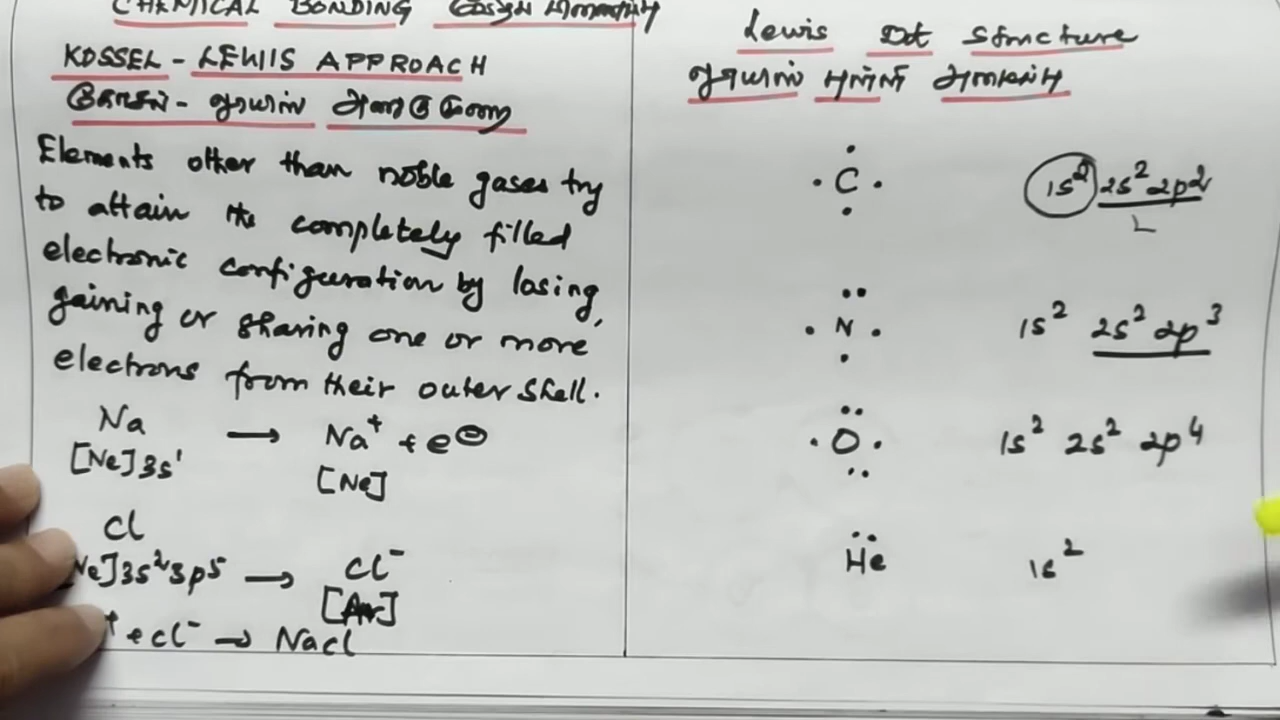 CHEMICAL BONDING வேதிப் பிணைப்பு
KOSSEL - LEWIS APPROACH
கோசல் - லூயிஸ் அணுகுமுறை
Elements other than noble gases try
to attain the completely filled
electronic configuration by losing,
gaining or sharing one or more
electrons from their outer shell.
Na → Na⁺ + e⊖
[Ne]3s¹ [Ne]
Cl
Ne]3s²3p⁵ → Cl⁻
[Ar]
⁺ + Cl⁻ → NaCl
Lewis Dot Structure
லூயிஸ் புள்ளி அமைப்பு
C 1s² 2s² 2p²
L
N 1s² 2s² 2p³
O 1s² 2s² 2p⁴
He 1s²